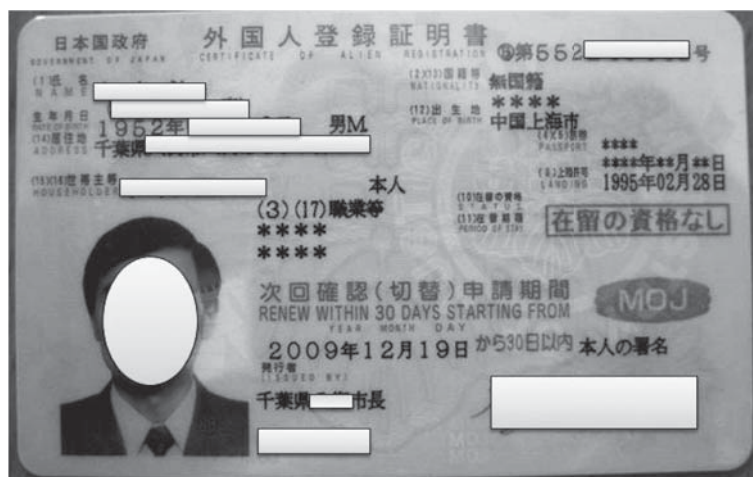 日本国政府 外国人登録証明書 第552 号
GOVERNMENT OF JAPAN CERTIFICATE OF ALIEN REGISTRATION
(1)氏名
NAME
(2)(13)国籍等 無国籍
NATIONALITY ****
生年月日 1952年 男M
DATE OF BIRTH
(12)出生地 中国上海市
PLACE OF BIRTH
(14)居住地 千葉県
ADDRESS
PASSPORT ****
****年**月**日
(9)上陸許可 1995年02月28日
LANDING
(15)(16)世帯主等 本人
HOUSEHOLDER
(3)(17)職業等
****
****
(10)在留の資格 在留の資格なし
STATUS
(11)在留期間
PERIOD OF STAY
次回確認(切替)申請期間
RENEW WITHIN 30 DAYS STARTING FROM
YEAR MONTH DAY
2009年12月19日から30日以内
MOJ
本人の署名
発行者
(ISSUED BY)
千葉県 市長